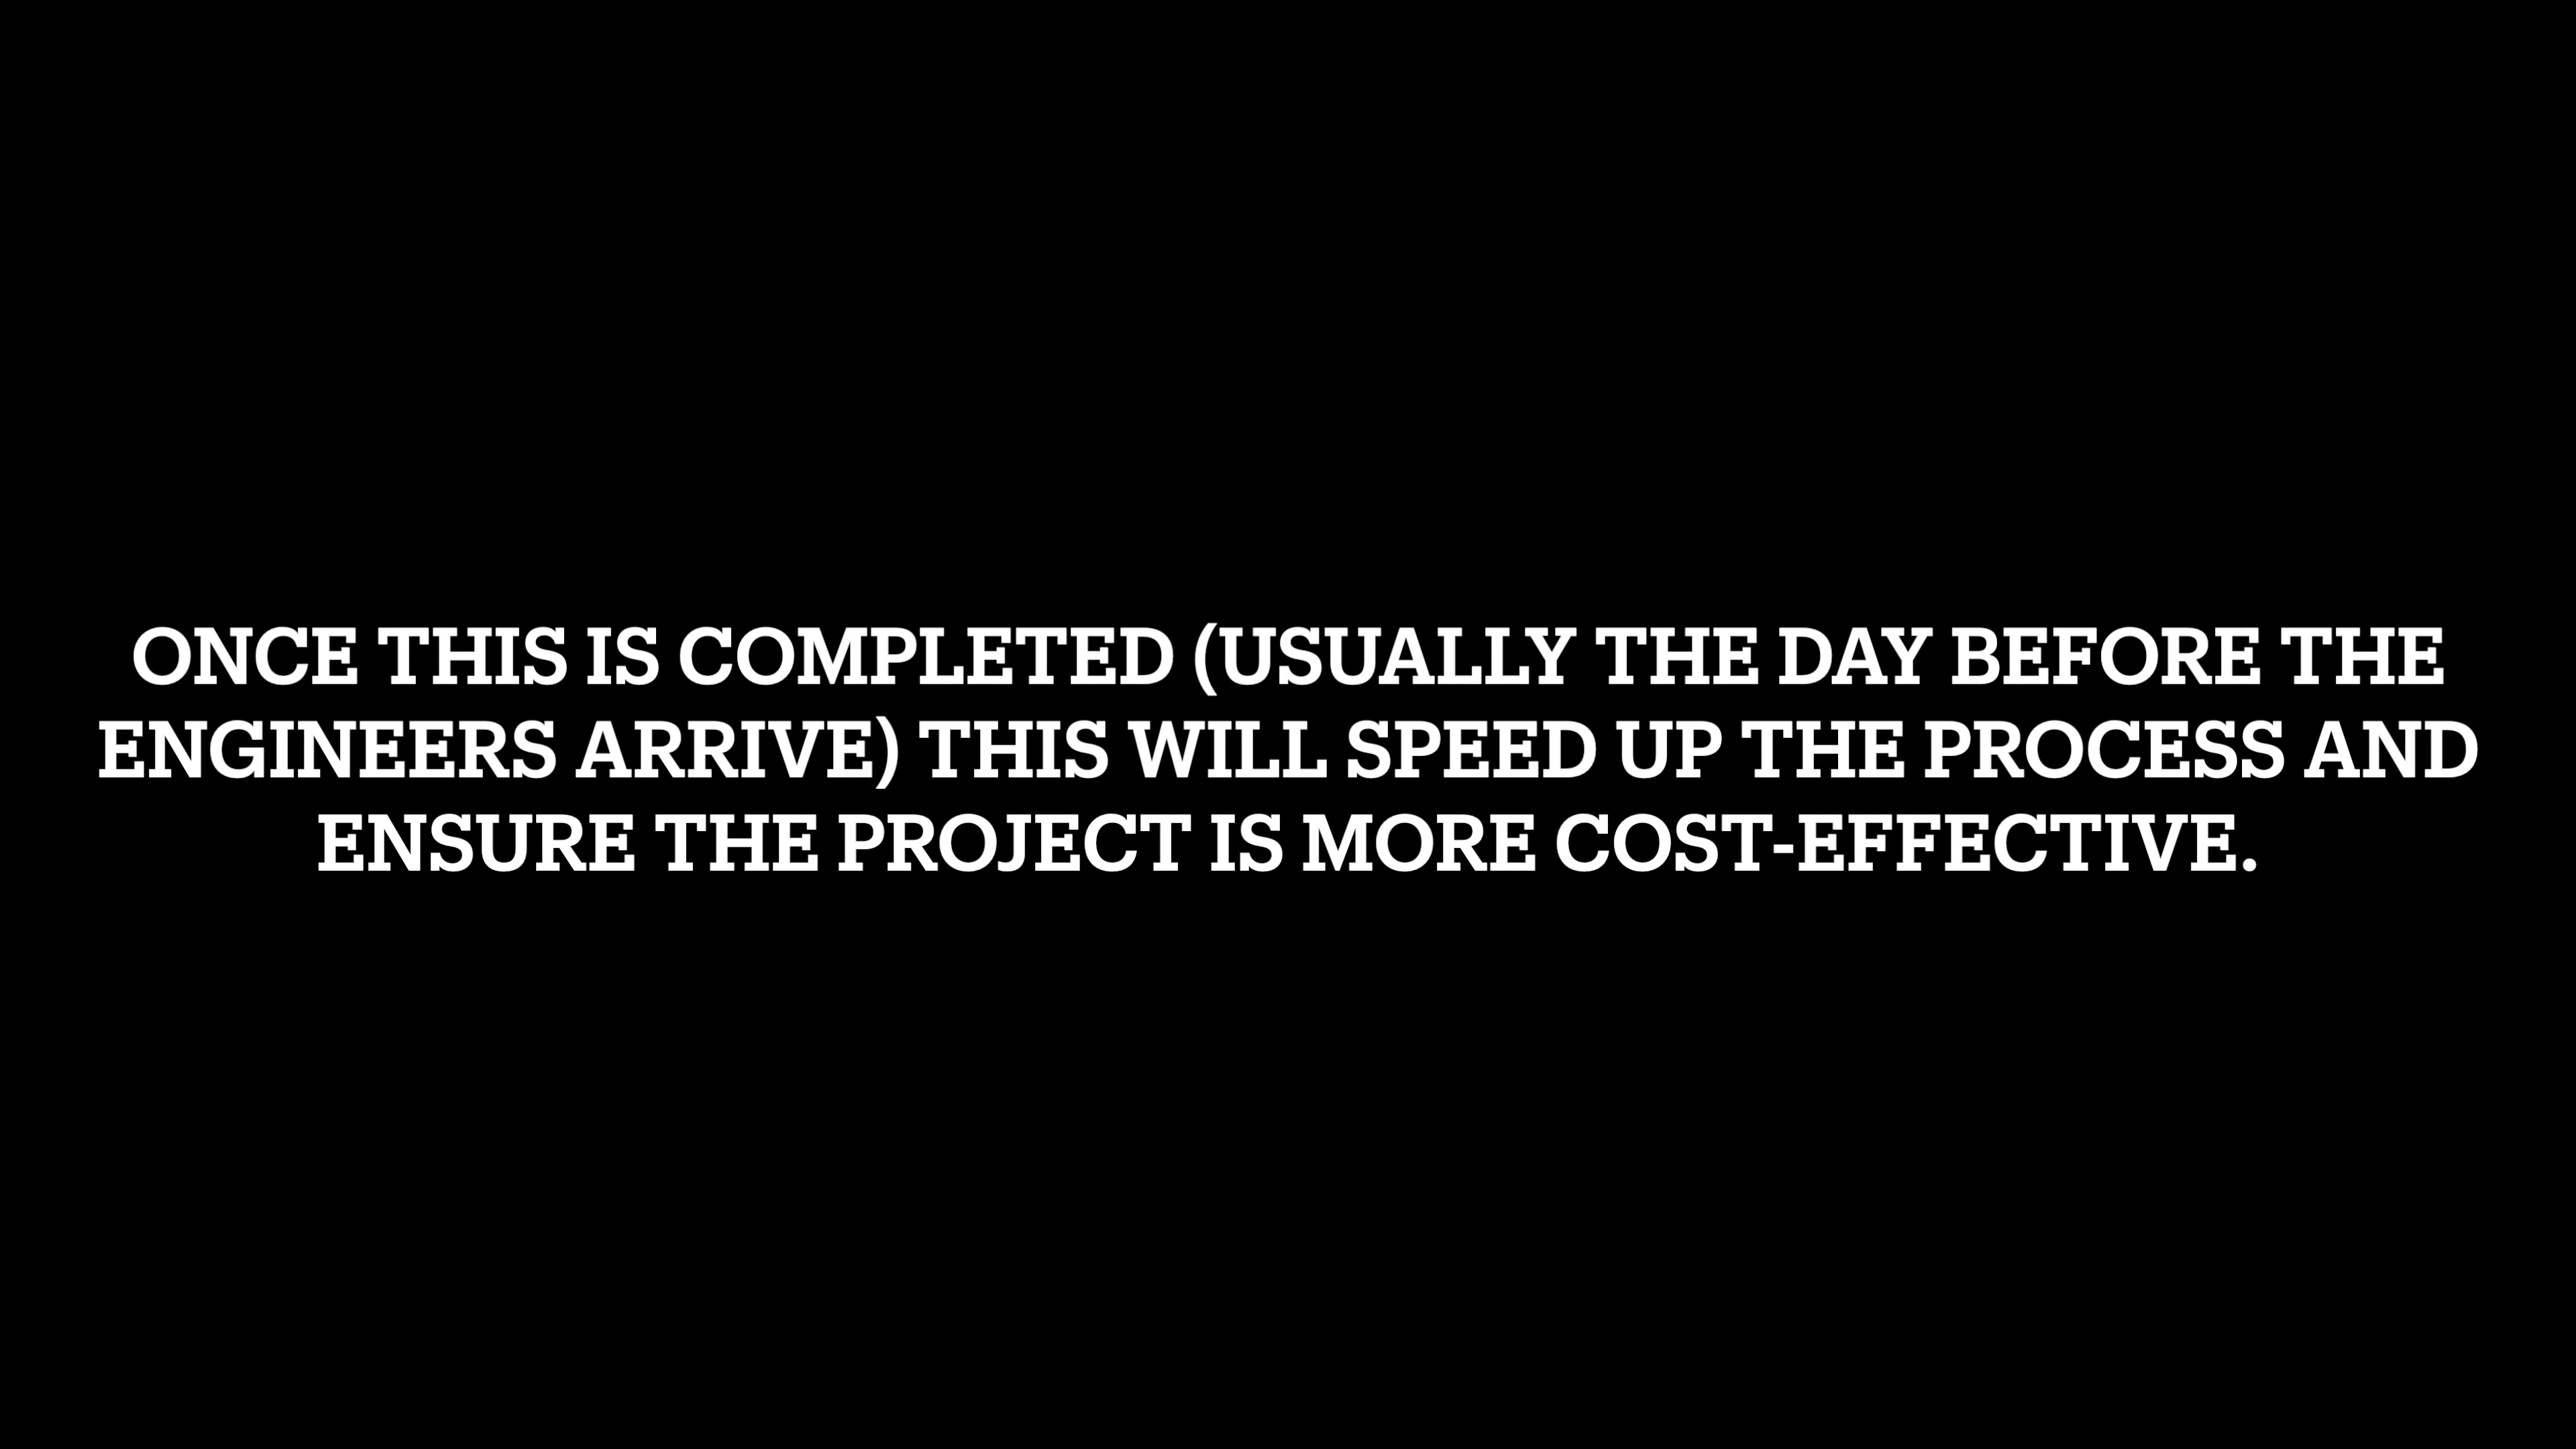 ONCE THIS IS COMPLETED (USUALLY THE DAY BEFORE THE
ENGINEERS ARRIVE) THIS WILL SPEED UP THE PROCESS AND
ENSURE THE PROJECT IS MORE COST-EFFECTIVE.